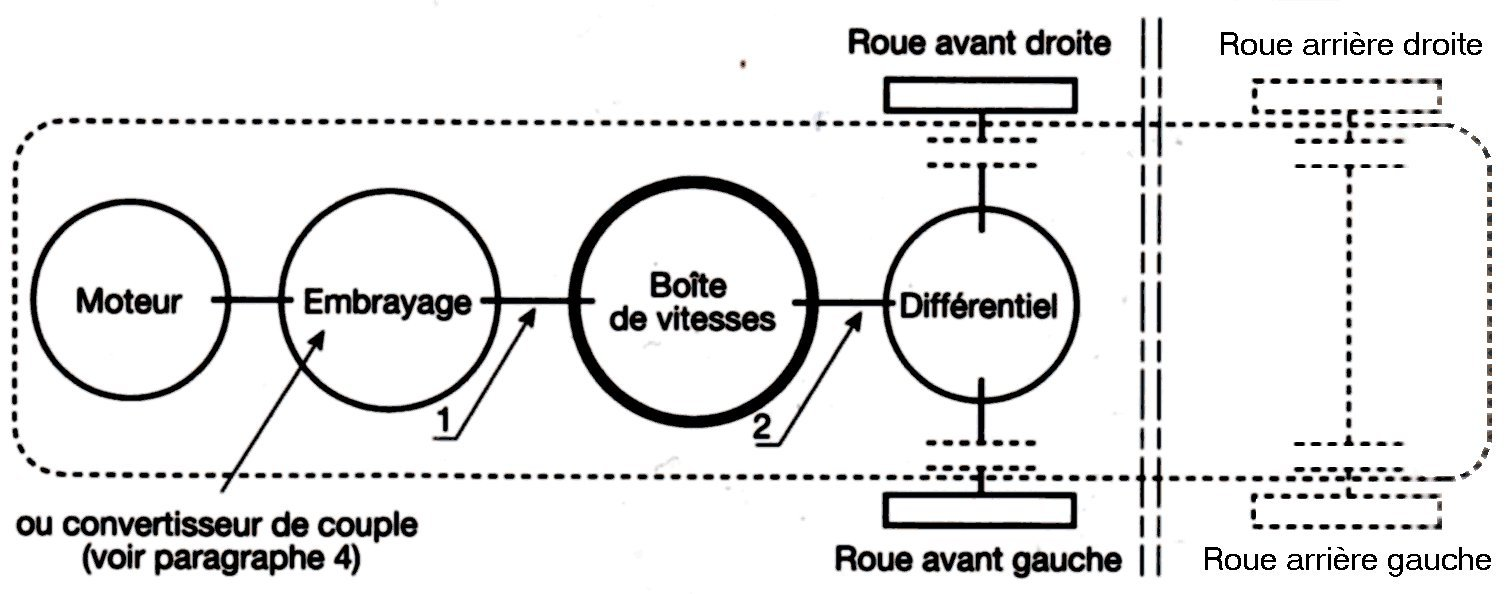 Roue avant droite
Roue arrière droite
Moteur
Embrayage
Boîte
de vitesses
Différentiel
1
2
ou convertisseur de couple
(voir paragraphe 4)
Roue avant gauche
Roue arrière gauche